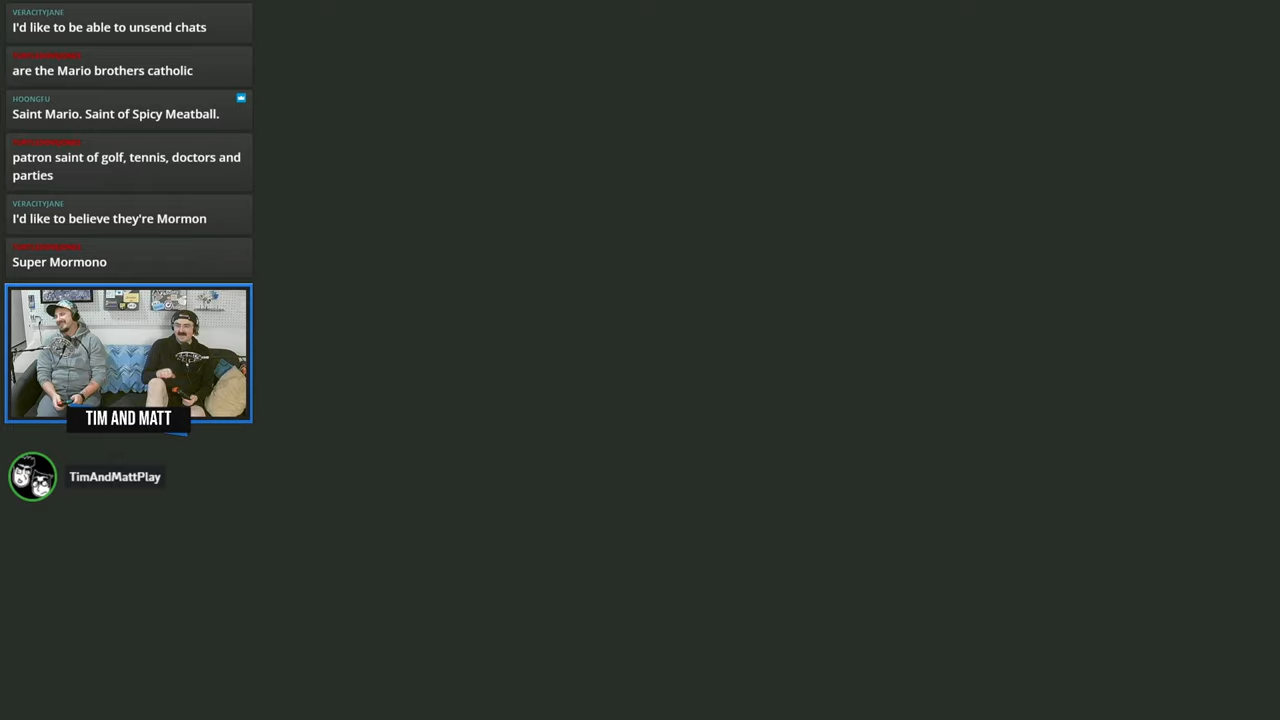 VERACITYJANE
I'd like to be able to unsend chats
are the Mario brothers catholic
HOONGFU
Saint Mario. Saint of Spicy Meatball.
patron saint of golf, tennis, doctors and
parties
VERACITYJANE
I'd like to believe they're Mormon
Super Mormono
TIM AND MATT
TimAndMattPlay